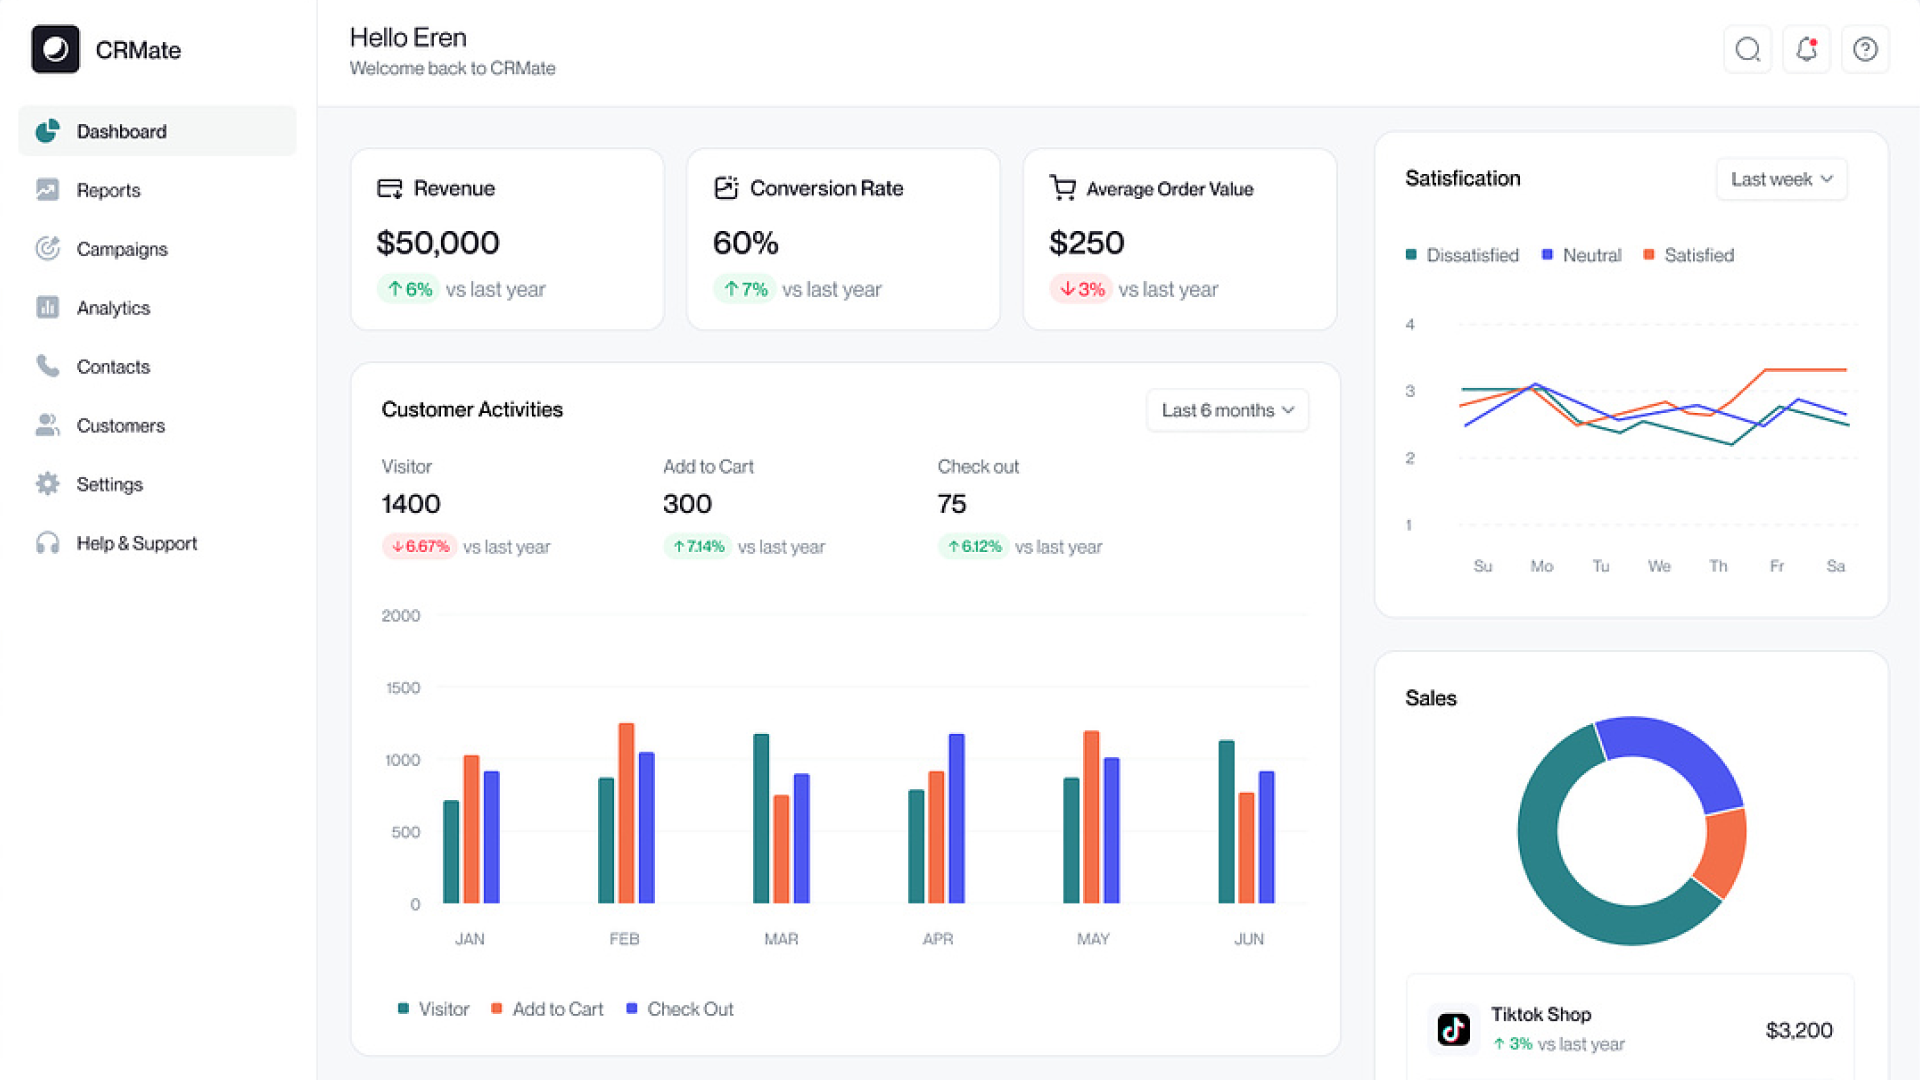 CRMate
Dashboard
Reports
Campaigns
Analytics
Contacts
Customers
Settings
Help & Support
Hello Eren
Welcome back to CRMate
Revenue
$50,000
↑ 6% vs last year
Conversion Rate
60%
↑ 7% vs last year
Average Order Value
$250
↓ 3% vs last year
Customer Activities
Last 6 months
Visitor
1400
↓ 6.67% vs last year
Add to Cart
300
↑ 7.14% vs last year
Check out
75
↑ 6.12% vs last year
2000
1500
1000
500
0
JAN FEB MAR APR MAY JUN
Visitor Add to Cart Check Out
Satisfication
Last week
Dissatisfied Neutral Satisfied
4
3
2
1
Su Mo Tu We Th Fr Sa
Sales
Tiktok Shop
↑ 3% vs last year
$3,200